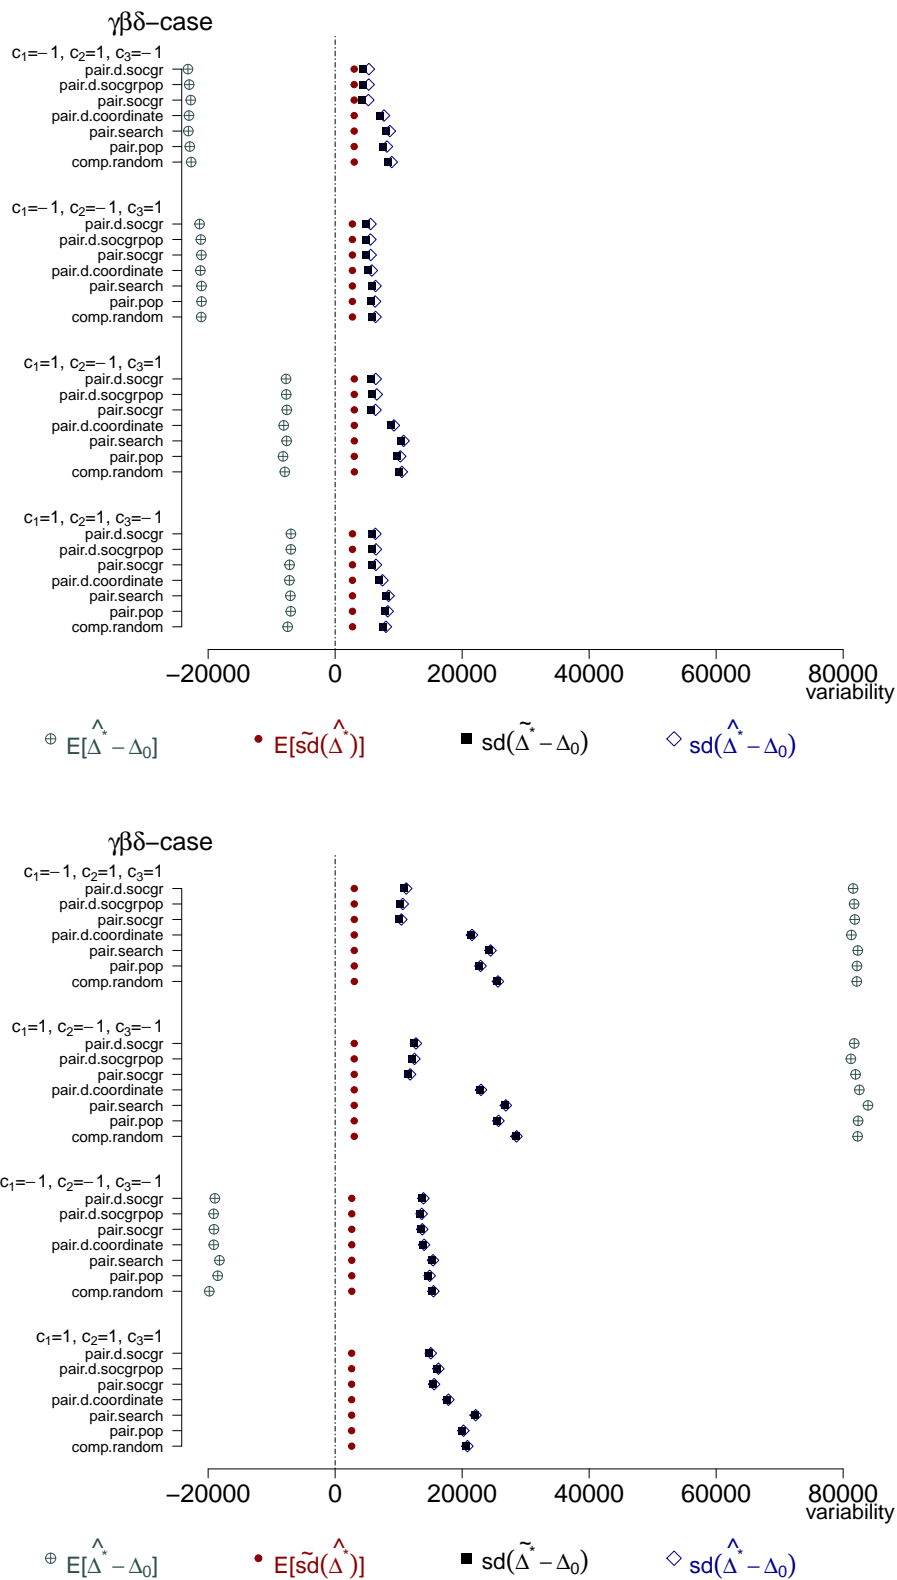 γβδ−case
c₁=−1, c₂=1, c₃=−1
pair.d.socgr
pair.d.socgrpop
pair.socgr
pair.d.coordinate
pair.search
pair.pop
comp.random
c₁=−1, c₂=−1, c₃=1
pair.d.socgr
pair.d.socgrpop
pair.socgr
pair.d.coordinate
pair.search
pair.pop
comp.random
c₁=1, c₂=−1, c₃=1
pair.d.socgr
pair.d.socgrpop
pair.socgr
pair.d.coordinate
pair.search
pair.pop
comp.random
c₁=1, c₂=1, c₃=−1
pair.d.socgr
pair.d.socgrpop
pair.socgr
pair.d.coordinate
pair.search
pair.pop
comp.random
−20000 0 20000 40000 60000 80000
variability
E[Δ̂* − Δ₀] E[s̃d(Δ̂*)] sd(Δ̃* − Δ₀) sd(Δ̂* − Δ₀)
γβδ−case
c₁=−1, c₂=1, c₃=1
pair.d.socgr
pair.d.socgrpop
pair.socgr
pair.d.coordinate
pair.search
pair.pop
comp.random
c₁=1, c₂=−1, c₃=−1
pair.d.socgr
pair.d.socgrpop
pair.socgr
pair.d.coordinate
pair.search
pair.pop
comp.random
c₁=−1, c₂=−1, c₃=−1
pair.d.socgr
pair.d.socgrpop
pair.socgr
pair.d.coordinate
pair.search
pair.pop
comp.random
c₁=1, c₂=1, c₃=1
pair.d.socgr
pair.d.socgrpop
pair.socgr
pair.d.coordinate
pair.search
pair.pop
comp.random
−20000 0 20000 40000 60000 80000
variability
E[Δ̂* − Δ₀] E[s̃d(Δ̂*)] sd(Δ̃* − Δ₀) sd(Δ̂* − Δ₀)